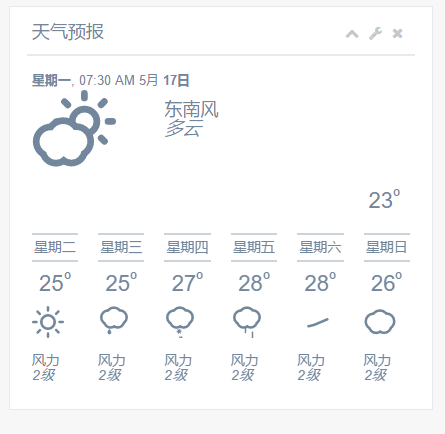 天气预报
星期一, 07:30 AM 5月 17日
东南风
多云
23°
星期二 星期三 星期四 星期五 星期六 星期日
25° 25° 27° 28° 28° 26°
风力 风力 风力 风力 风力 风力
2级 2级 2级 2级 2级 2级